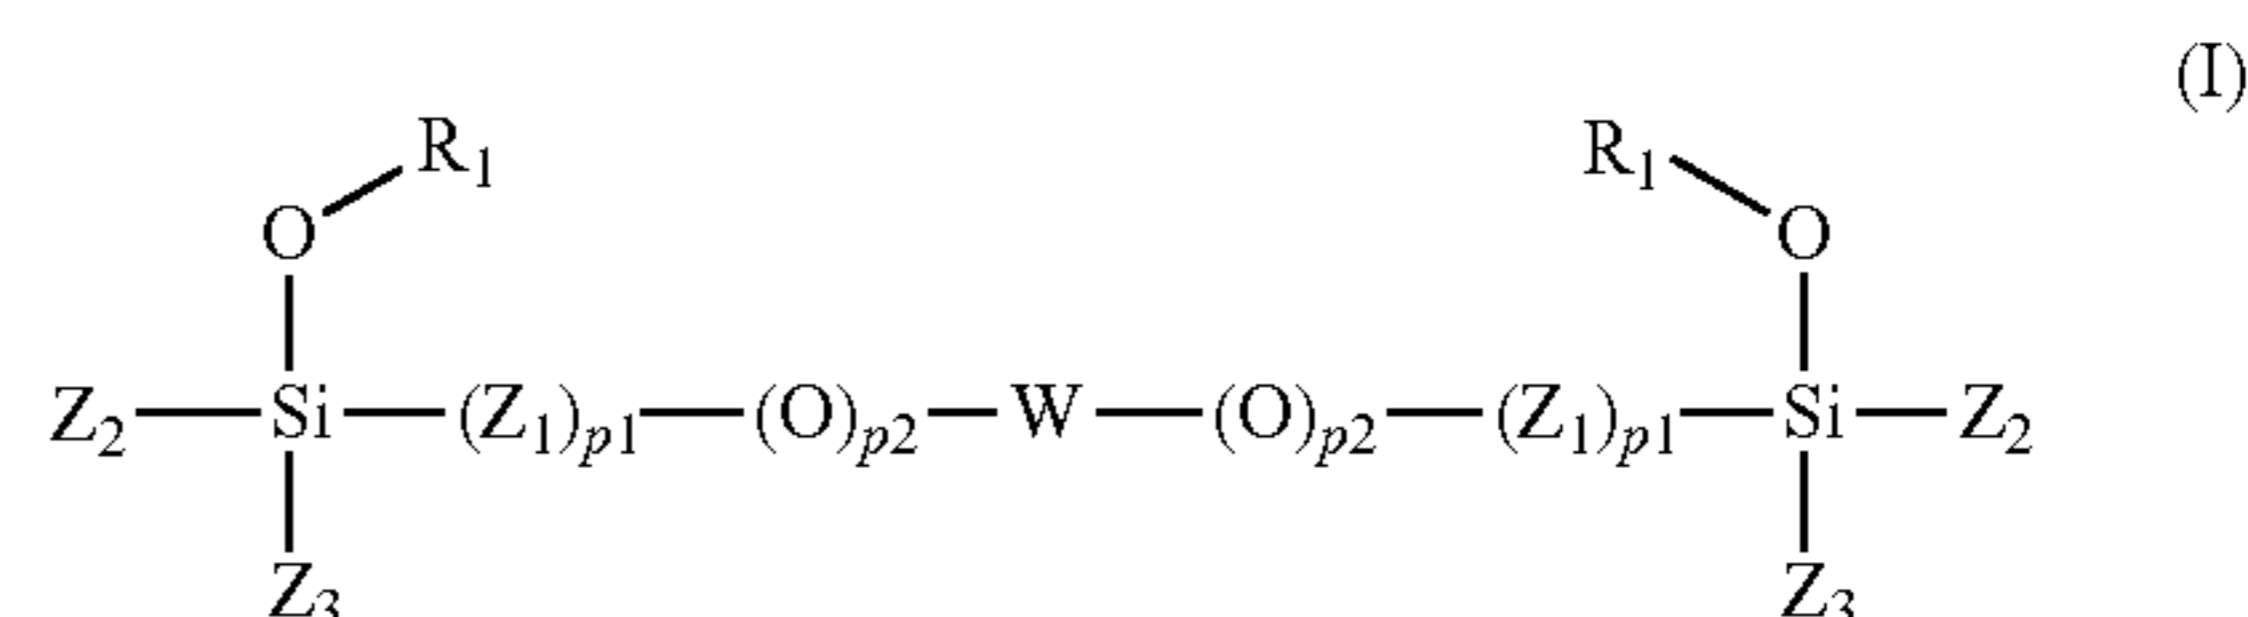 (I)
R1 R1
O O
Z2—Si—(Z1)p1—(O)p2—W—(O)p2—(Z1)p1—Si—Z2
Z3 Z3